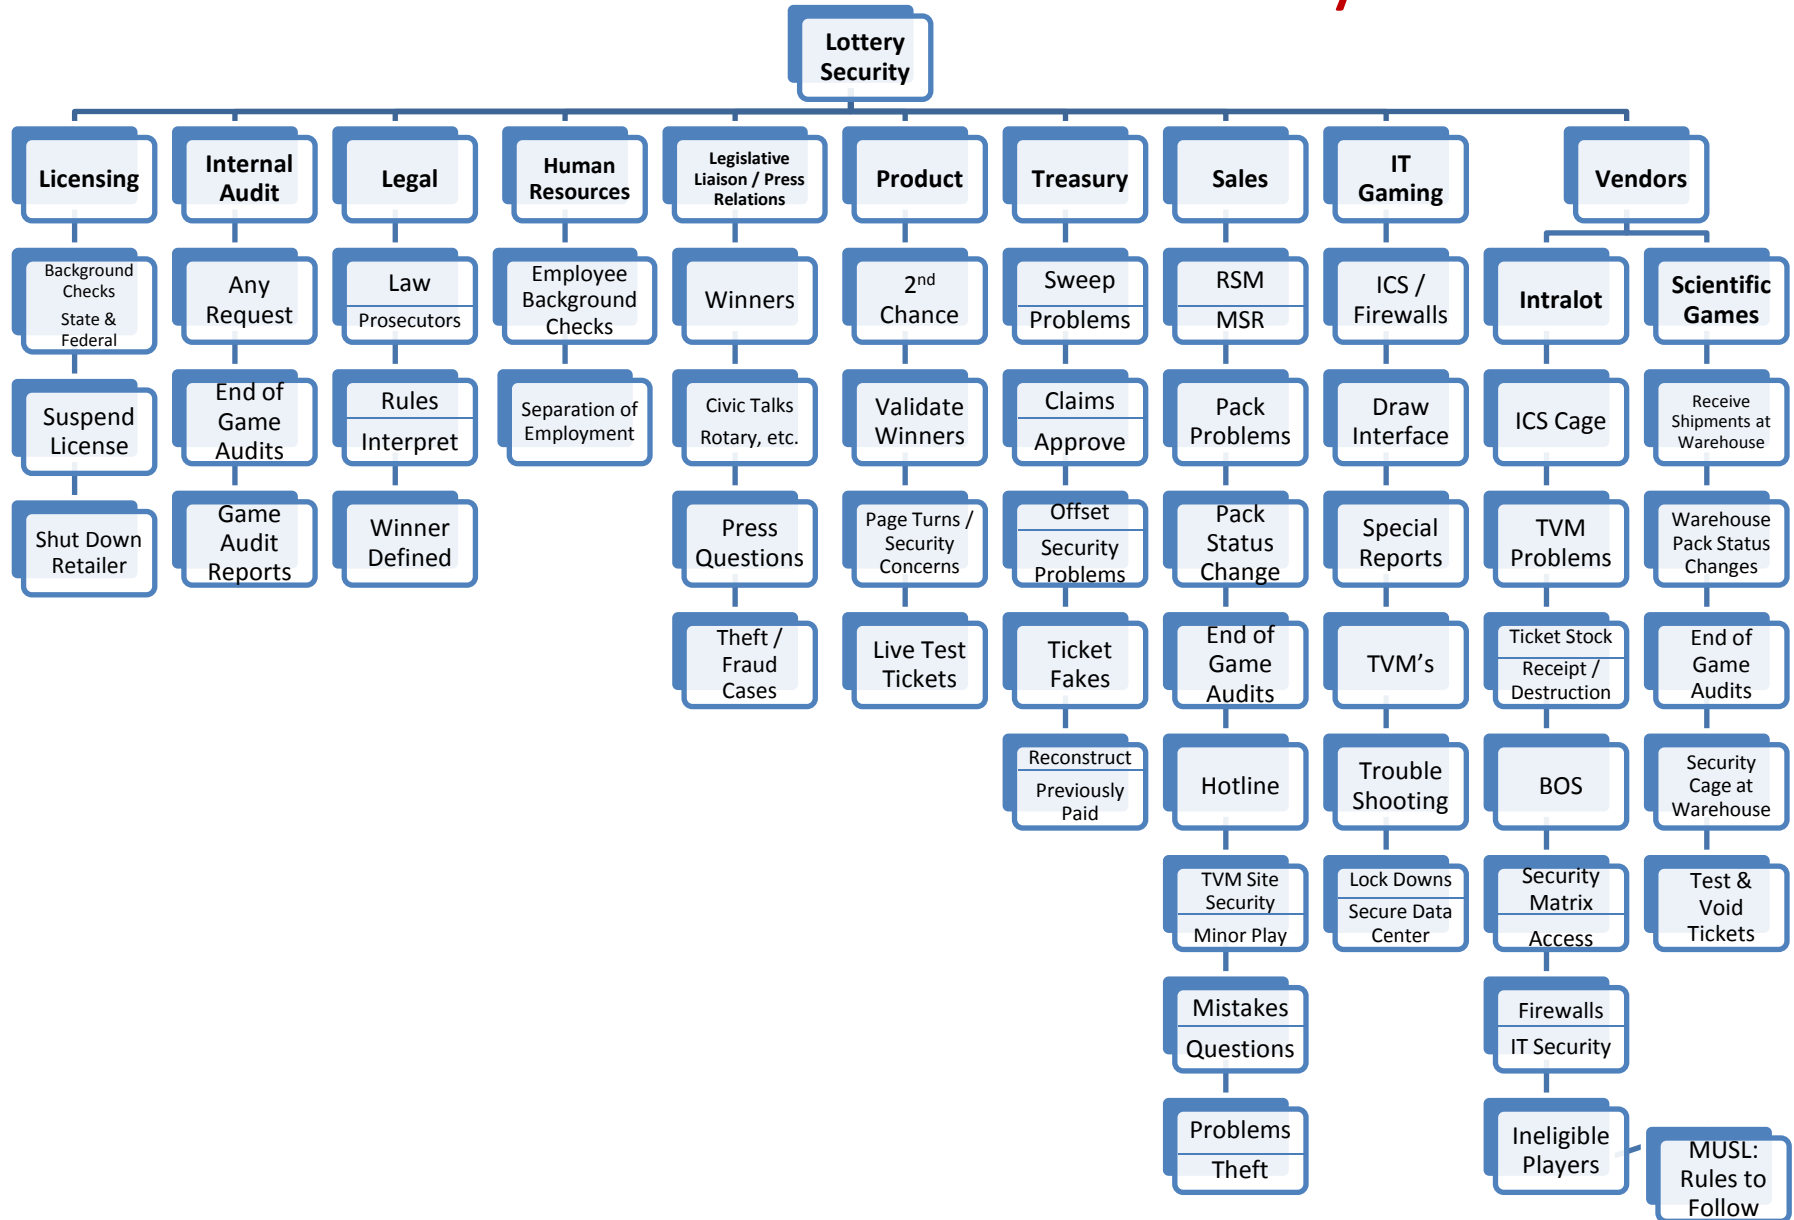 Lottery
Security
Licensing
Internal
Audit
Legal
Human
Resources
Legislative
Liaison / Press
Relations
Product
Treasury
Sales
IT
Gaming
Vendors
Background
Checks
State &
Federal
Any
Request
Law
Prosecutors
Employee
Background
Checks
Winners
2nd
Chance
Sweep
Problems
RSM
MSR
ICS /
Firewalls
Intralot
Scientific
Games
Suspend
License
End of
Game
Audits
Rules
Interpret
Separation of
Employment
Civic Talks
Rotary, etc.
Validate
Winners
Claims
Approve
Pack
Problems
Draw
Interface
ICS Cage
Receive
Shipments at
Warehouse
Shut Down
Retailer
Game
Audit
Reports
Winner
Defined
Press
Questions
Page Turns /
Security
Concerns
Offset
Security
Problems
Pack
Status
Change
Special
Reports
TVM
Problems
Warehouse
Pack Status
Changes
Theft /
Fraud
Cases
Live Test
Tickets
Ticket
Fakes
End of
Game
Audits
TVM’s
Ticket Stock
Receipt /
Destruction
End of
Game
Audits
Reconstruct
Previously
Paid
Hotline
Trouble
Shooting
BOS
Security
Cage at
Warehouse
TVM Site
Security
Minor Play
Lock Downs
Secure Data
Center
Security
Matrix
Access
Test &
Void
Tickets
Mistakes
Questions
Firewalls
IT Security
Problems
Theft
Ineligible
Players
MUSL:
Rules to
Follow